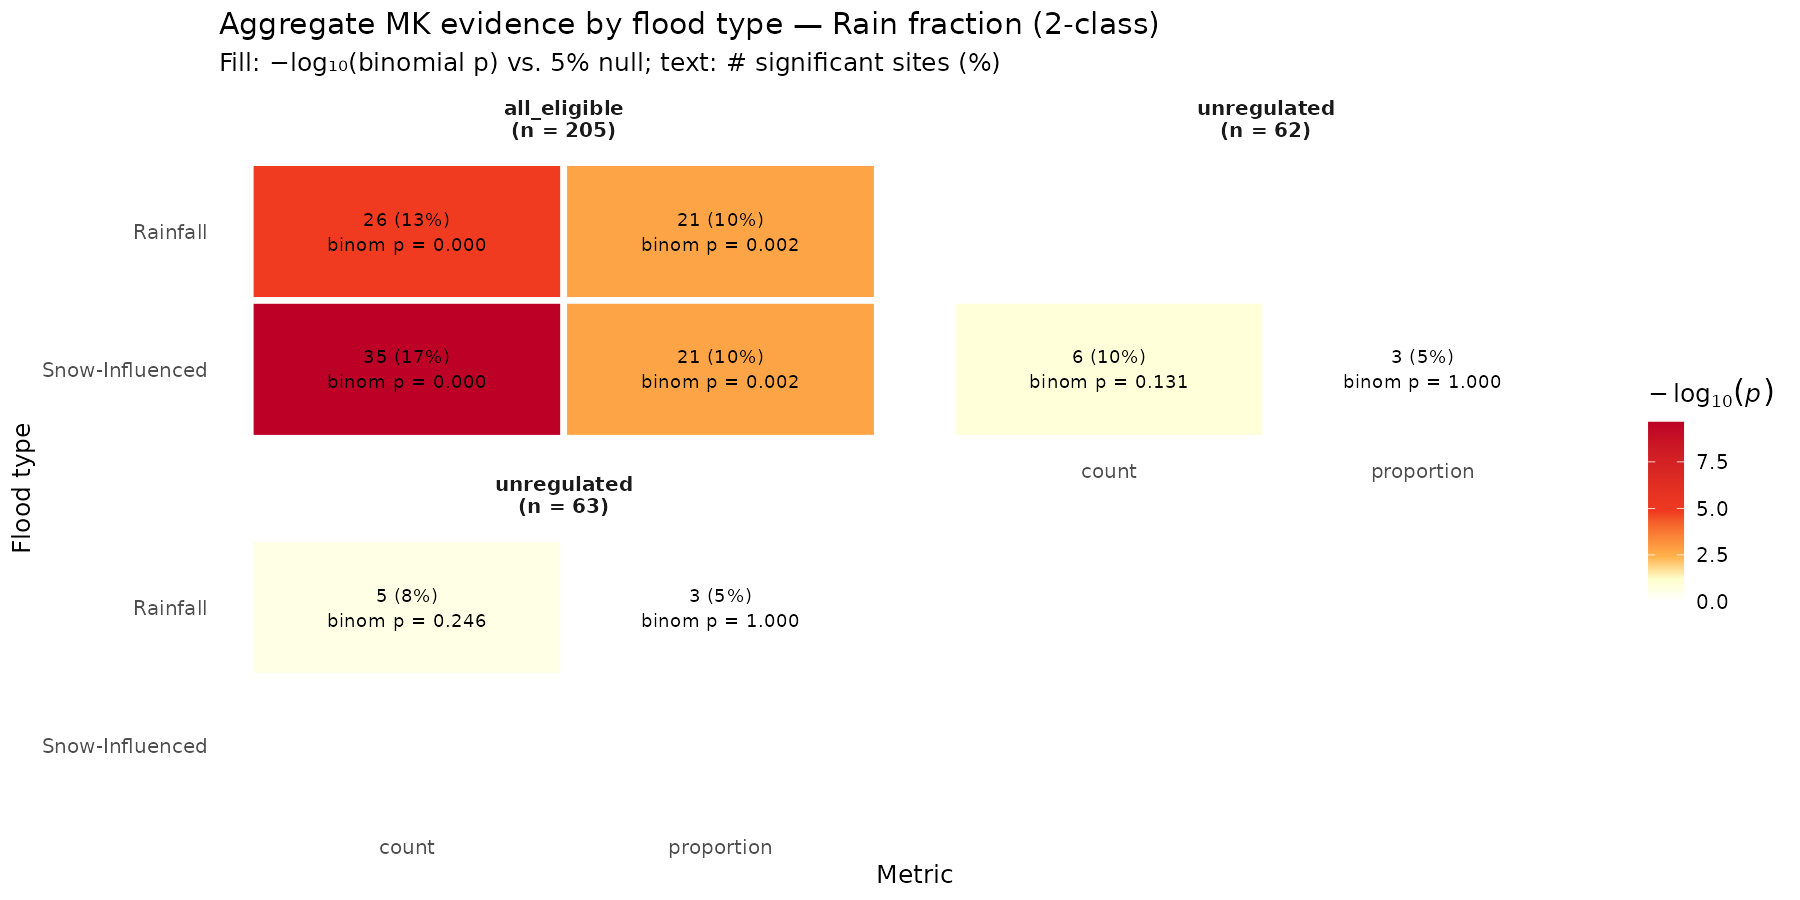 Aggregate MK evidence by flood type — Rain fraction (2-class)
Fill: −log₁₀(binomial p) vs. 5% null; text: # significant sites (%)
all_eligible
(n = 205)
unregulated
(n = 62)
Rainfall
26 (13%)
binom p = 0.000
21 (10%)
binom p = 0.002
Snow-Influenced
35 (17%)
binom p = 0.000
21 (10%)
binom p = 0.002
6 (10%)
binom p = 0.131
3 (5%)
binom p = 1.000
count
proportion
unregulated
(n = 63)
Rainfall
5 (8%)
binom p = 0.246
3 (5%)
binom p = 1.000
Snow-Influenced
count
proportion
Flood type
Metric
− log₁₀(p)
7.5
5.0
2.5
0.0